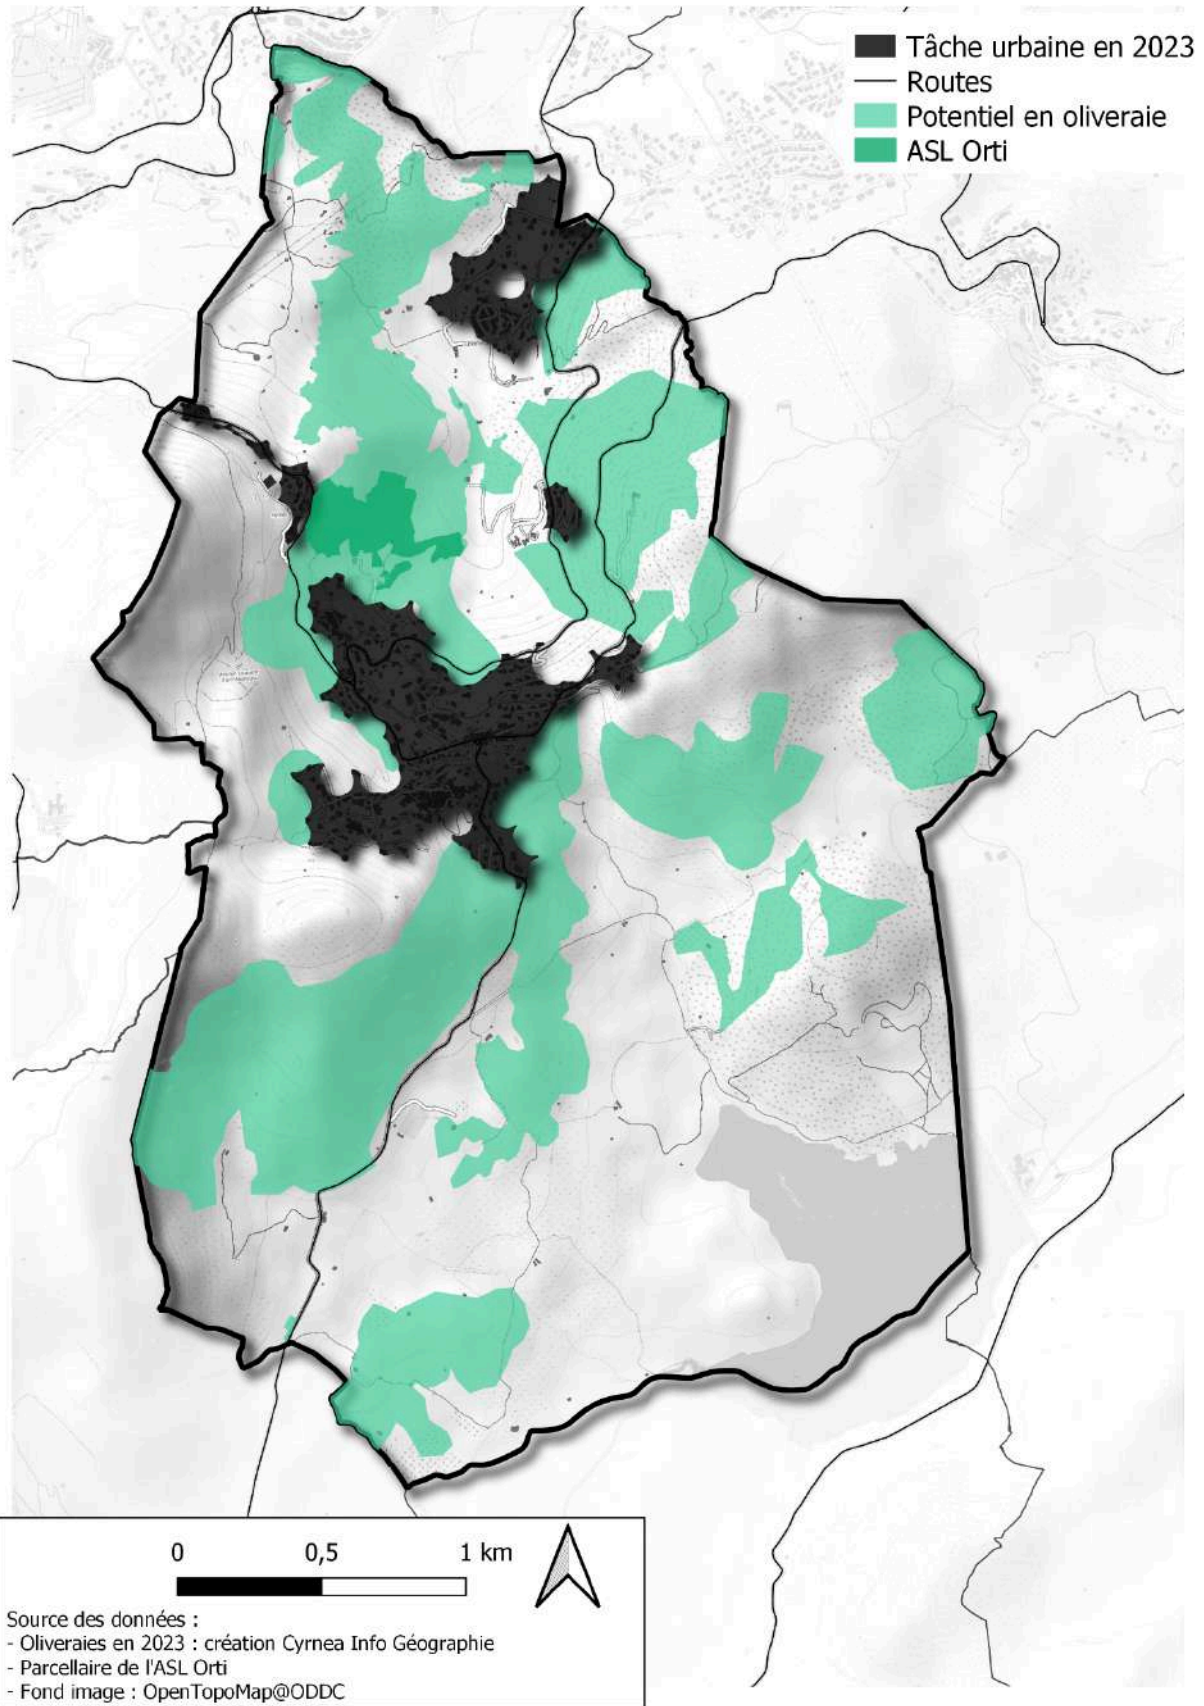 Tâche urbaine en 2023
Routes
Potentiel en oliveraie
ASL Orti
0 0,5 1 km
Source des données :
- Oliveraies en 2023 : création Cyrnea Info Géographie
- Parcellaire de l'ASL Orti
- Fond image : OpenTopoMap@ODDC